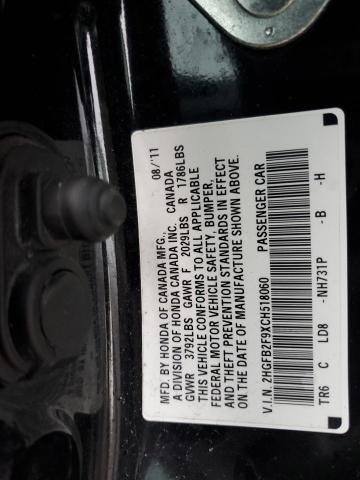 MFD. BY HONDA OF CANADA MFG., 08/'11
A DIVISION OF HONDA CANADA INC. CANADA
GVWR 3792LBS GAWR F 2029LBS R 1786LBS
THIS VEHICLE CONFORMS TO ALL APPLICABLE
FEDERAL MOTOR VEHICLE SAFETY, BUMPER,
AND THEFT PREVENTION STANDARDS IN EFFECT
ON THE DATE OF MANUFACTURE SHOWN ABOVE.
V.I.N. 2HGFB2F9XCH518060 PASSENGER CAR
TR6 C LD8 -NH731P -B -H